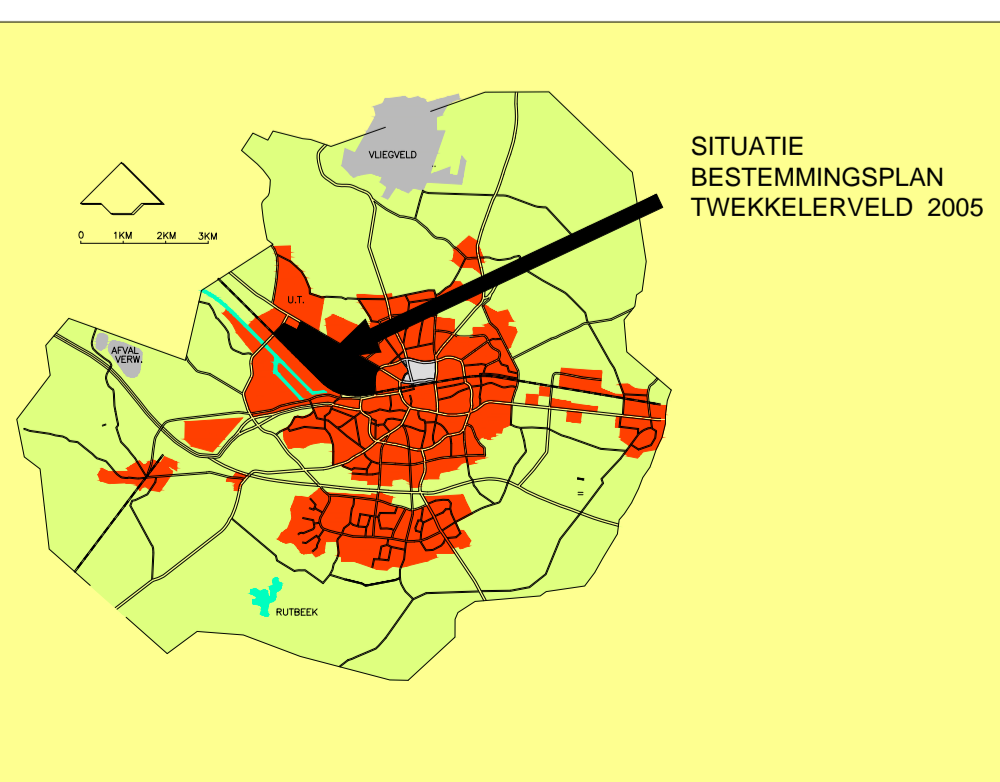 SITUATIE
BESTEMMINGSPLAN
TWEKKELERVELD 2005
VLIEGVELD
0 1KM 2KM 3KM
U.T.
AFVAL
VERW.
RUTBEEK